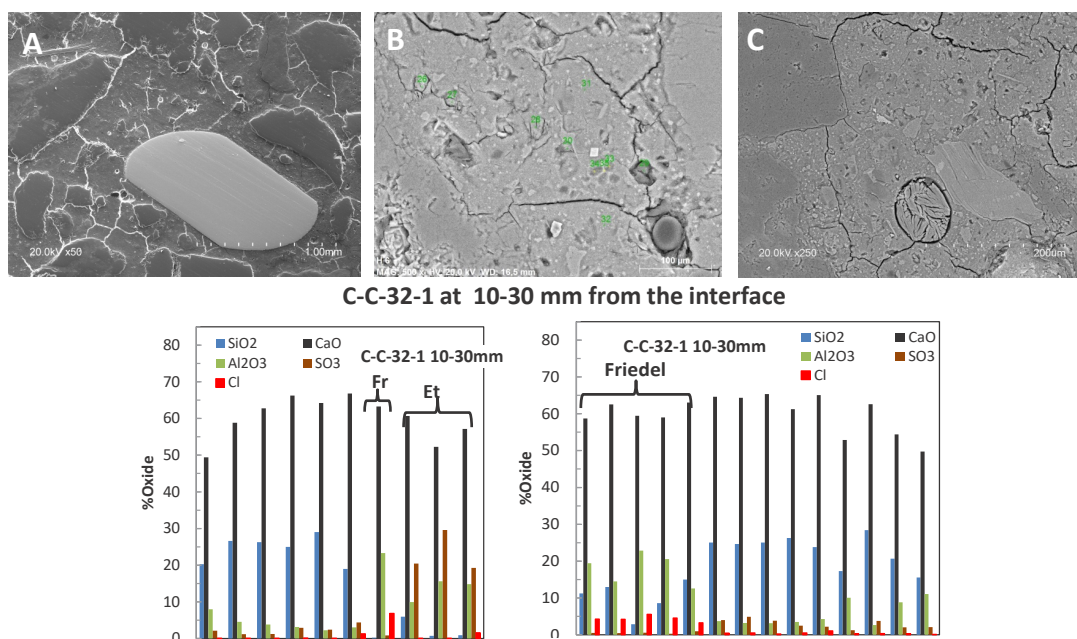 A
20.0kV x50
1.00mm
B
31
32
100 µm
C
20.0kV x250
200um
C-C-32-1 at 10-30 mm from the interface
80
70
60
50
40
30
20
10
0
%Oxide
SiO2
CaO
Al2O3
SO3
Cl
C-C-32-1 10-30mm
Fr
Et
80
70
60
50
40
30
20
10
0
%Oxide
SiO2
CaO
Al2O3
SO3
Cl
C-C-32-1 10-30mm
Friedel